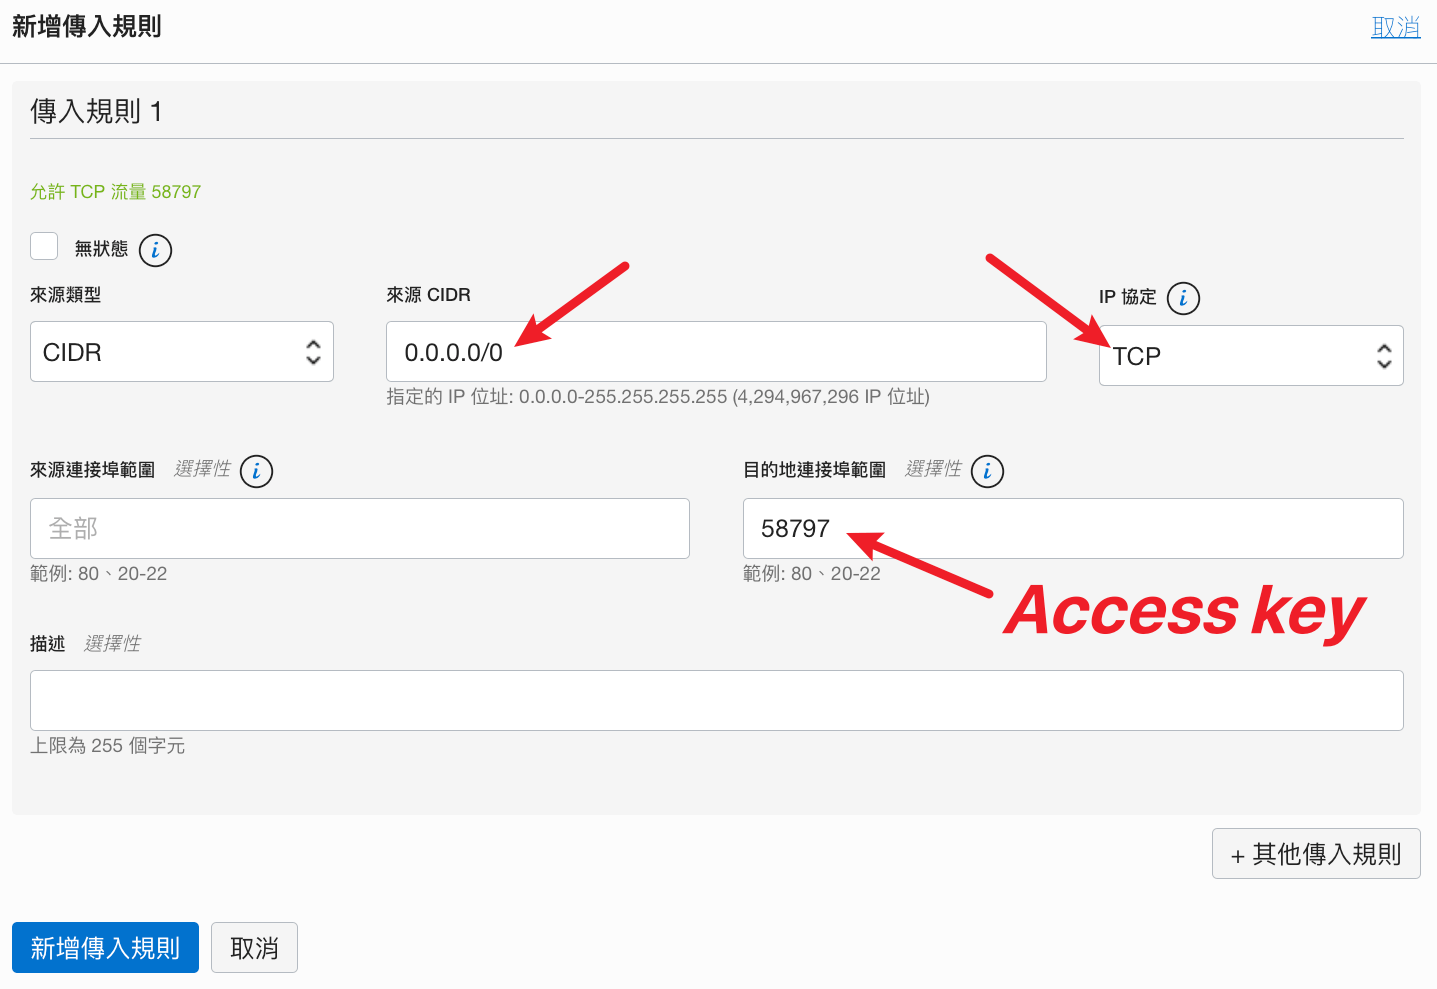 新增傳入規則
取消
傳入規則 1
允許 TCP 流量 58797
無狀態 i
來源類型
來源 CIDR
IP 協定 i
CIDR
0.0.0.0/0
TCP
指定的 IP 位址: 0.0.0.0-255.255.255.255 (4,294,967,296 IP 位址)
來源連接埠範圍 選擇性 i
目的地連接埠範圍 選擇性 i
全部
58797
範例: 80、20-22
範例: 80、20-22
Access key
描述 選擇性
上限為 255 個字元
+ 其他傳入規則
新增傳入規則
取消